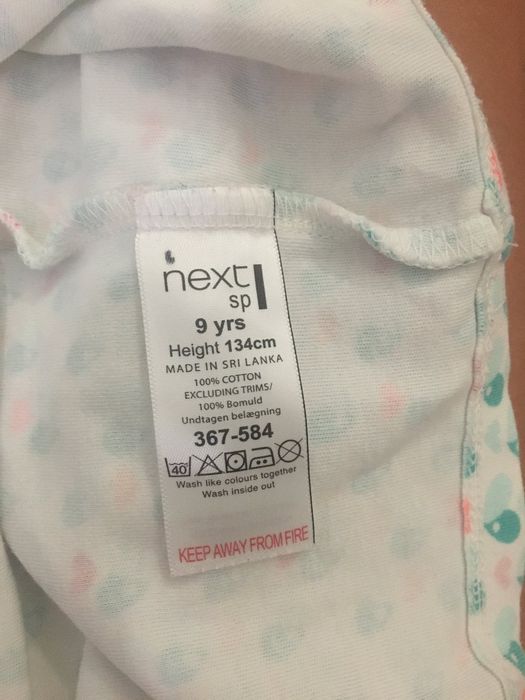 next
sp
9 yrs
Height 134cm
MADE IN SRI LANKA
100% COTTON
EXCLUDING TRIMS/
100% Bomuld
Undtagen belægning
367-584
40°
Wash like colours together
Wash inside out
KEEP AWAY FROM FIRE